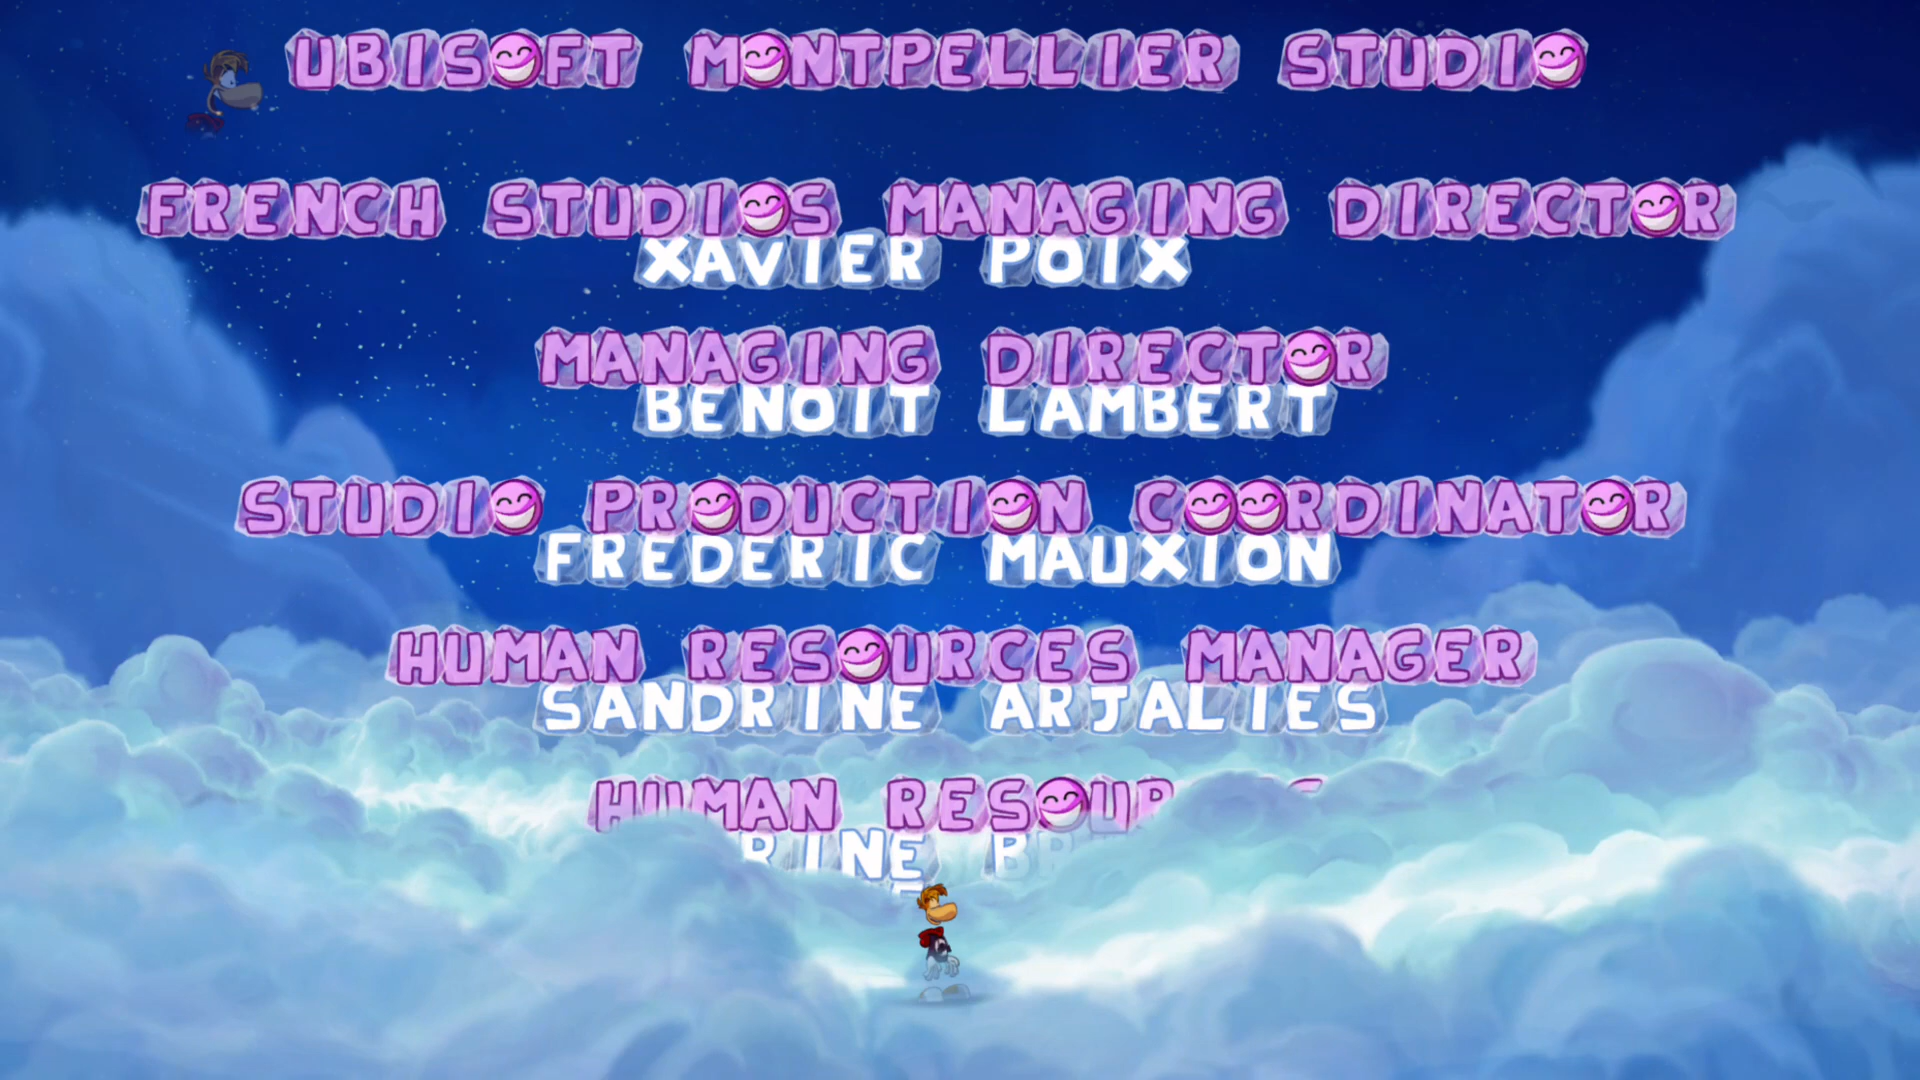 UBISOFT MONTPELLIER STUDIO
FRENCH STUDIOS MANAGING DIRECTOR
XAVIER POIX
MANAGING DIRECTOR
BENOIT LAMBERT
STUDIO PRODUCTION COORDINATOR
FREDERIC MAUXION
HUMAN RESOURCES MANAGER
SANDRINE ARJALIES
HUMAN